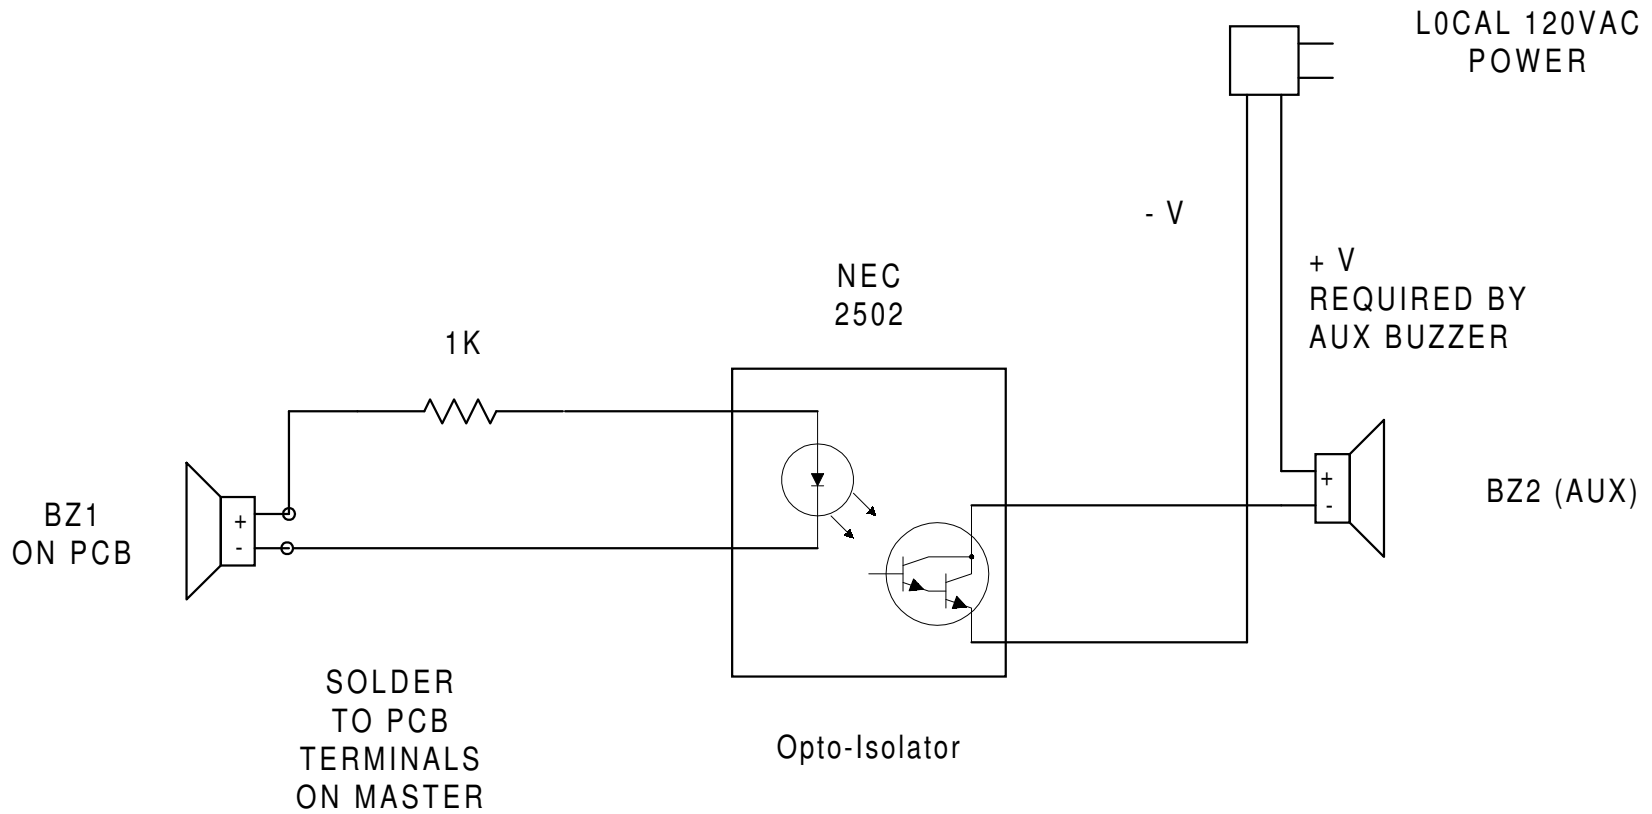 L0CAL 120VAC
POWER
- V
+ V
REQUIRED BY
AUX BUZZER
NEC
2502
1K
BZ1
ON PCB
+
-
+
-
BZ2 (AUX)
SOLDER
TO PCB
TERMINALS
ON MASTER
Opto-Isolator